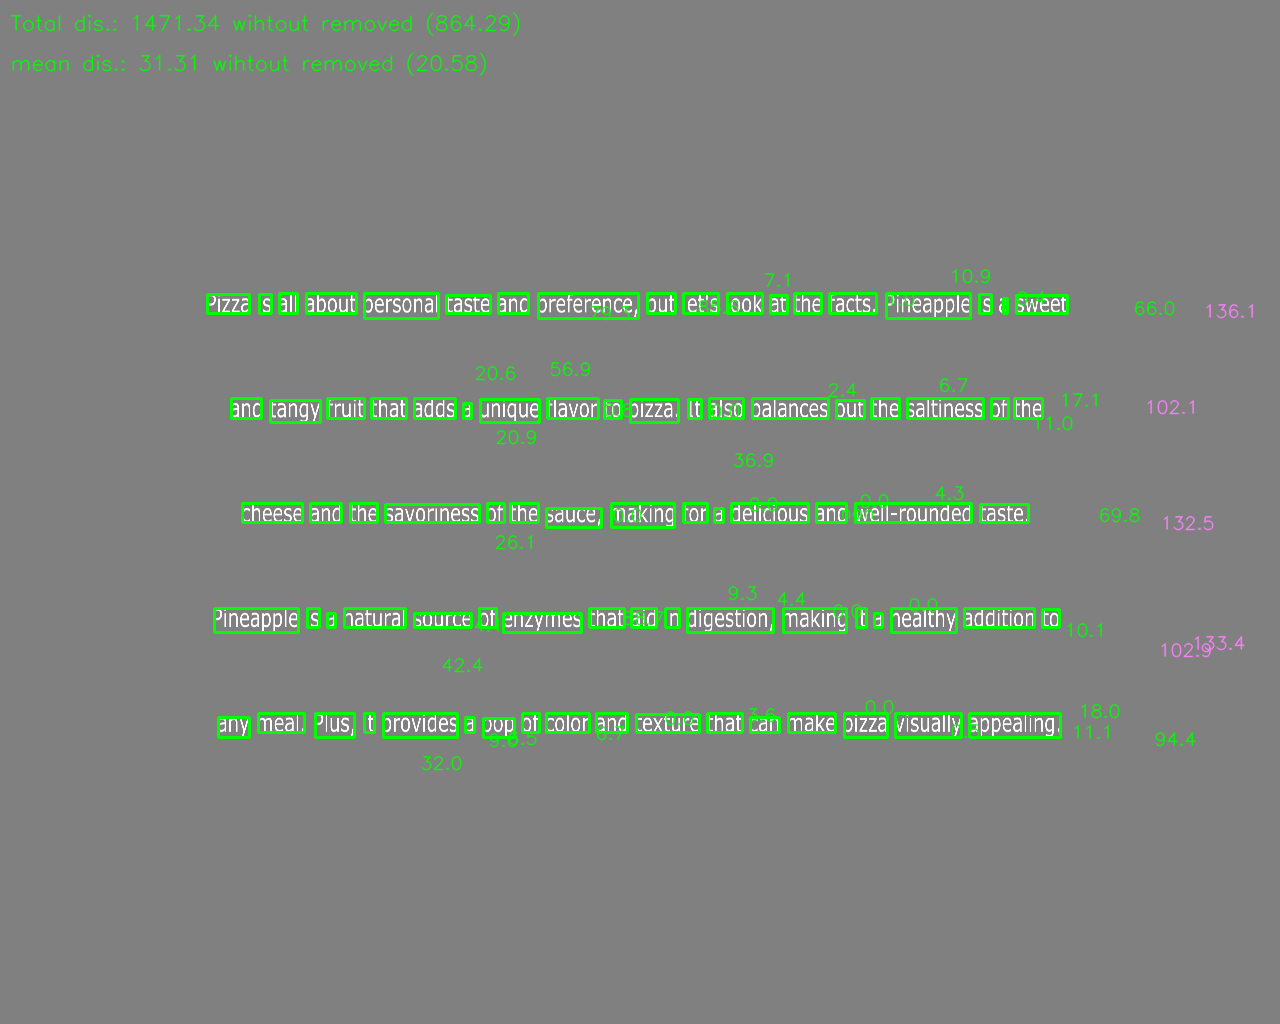 Total dis.: 1471.34 wihtout removed (864.29)
mean dis.: 31.31 wihtout removed (20.58)
7.1 10.9
Pizza is all about personal taste and preference, but let's look at the facts. Pineapple is a sweet 66.0 136.1
20.6 56.9 2.4 6.7
and tangy fruit that adds a unique flavor to pizza. It also balances out the saltiness of the 17.1 102.1
20.9 11.0
36.9 4.3
cheese and the savoriness of the sauce, making for a delicious and well-rounded taste. 69.8 132.5
26.1
9.3 4.4 0.0
Pineapple is a natural source of enzymes that aid in digestion, making it a healthy addition to 10.1
42.4 102.9 133.4
3.6 0.0 18.0
any meal. Plus, it provides a pop of color and texture that can make pizza visually appealing. 11.1 94.4
32.0